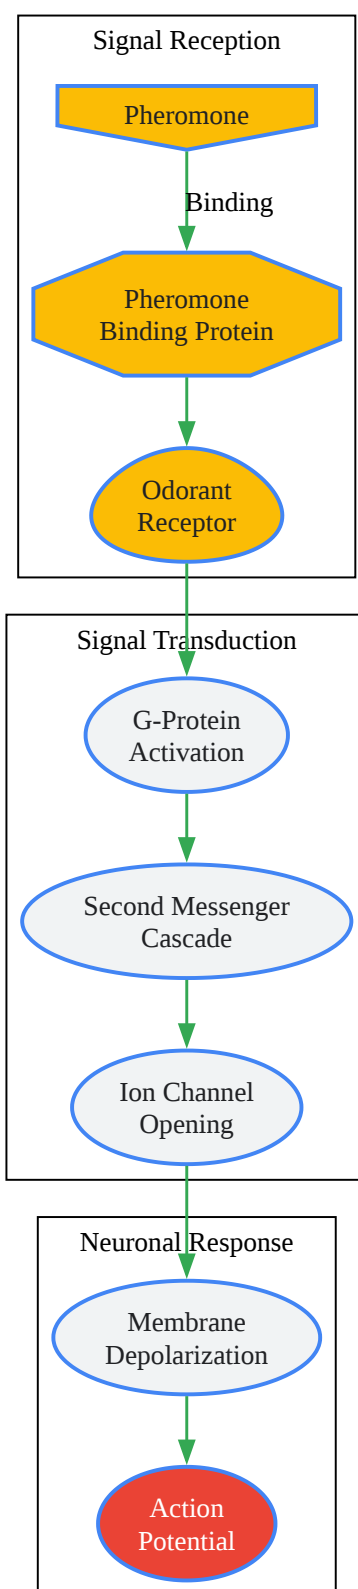 Signal Reception
Pheromone
Binding
Pheromone
Binding Protein
Odorant
Receptor
Signal Transduction
G-Protein
Activation
Second Messenger
Cascade
Ion Channel
Opening
Neuronal Response
Membrane
Depolarization
Action
Potential